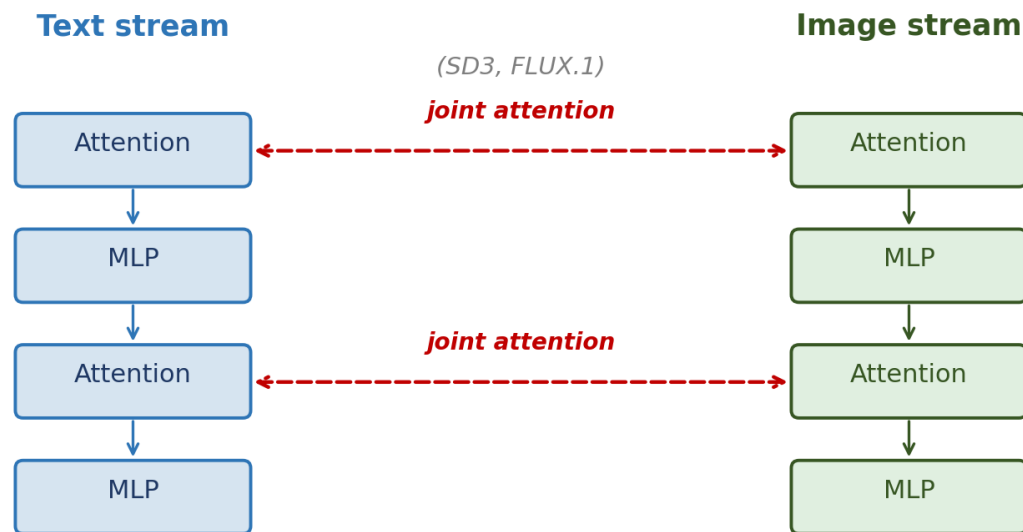 Text stream
Image stream
(SD3, FLUX.1)
joint attention
Attention
Attention
MLP
MLP
joint attention
Attention
Attention
MLP
MLP